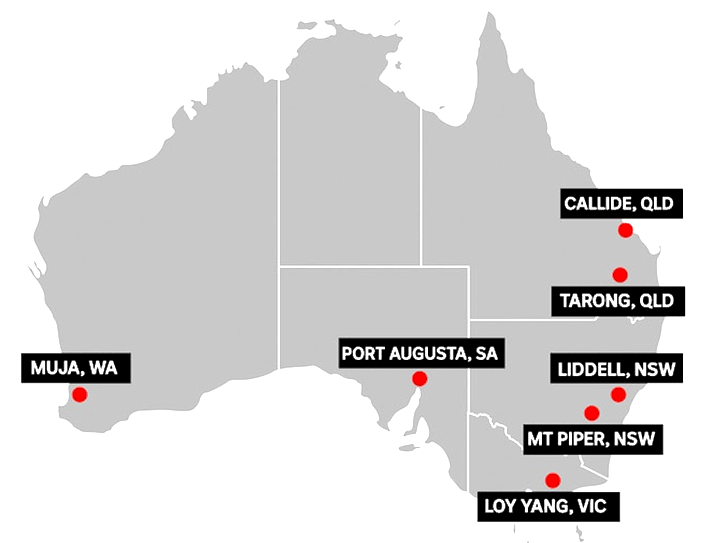 CALLIDE, QLD
TARONG, QLD
PORT AUGUSTA, SA
MUJA, WA
LIDDELL, NSW
MT PIPER, NSW
LOY YANG, VIC